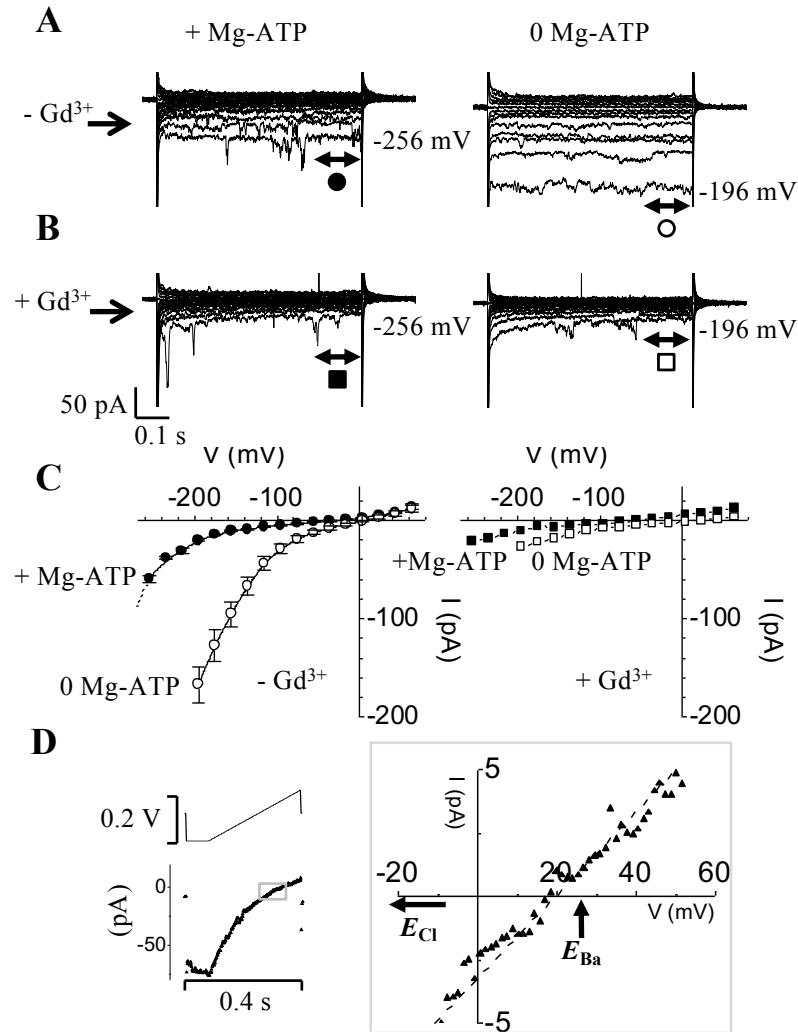 A
+ Mg-ATP
0 Mg-ATP
- Gd³⁺
-256 mV
-196 mV
B
+ Gd³⁺
-256 mV
-196 mV
50 pA
0.1 s
C
V (mV)
V (mV)
-200
-100
-200
-100
+ Mg-ATP
+Mg-ATP
0 Mg-ATP
-100
I (pA)
-100
I (pA)
0 Mg-ATP
- Gd³⁺
+ Gd³⁺
-200
-200
D
0.2 V
0
-50
(pA)
0.4 s
5
I (pA)
-20
0
20
40
60
V (mV)
E_Cl
E_Ba
-5